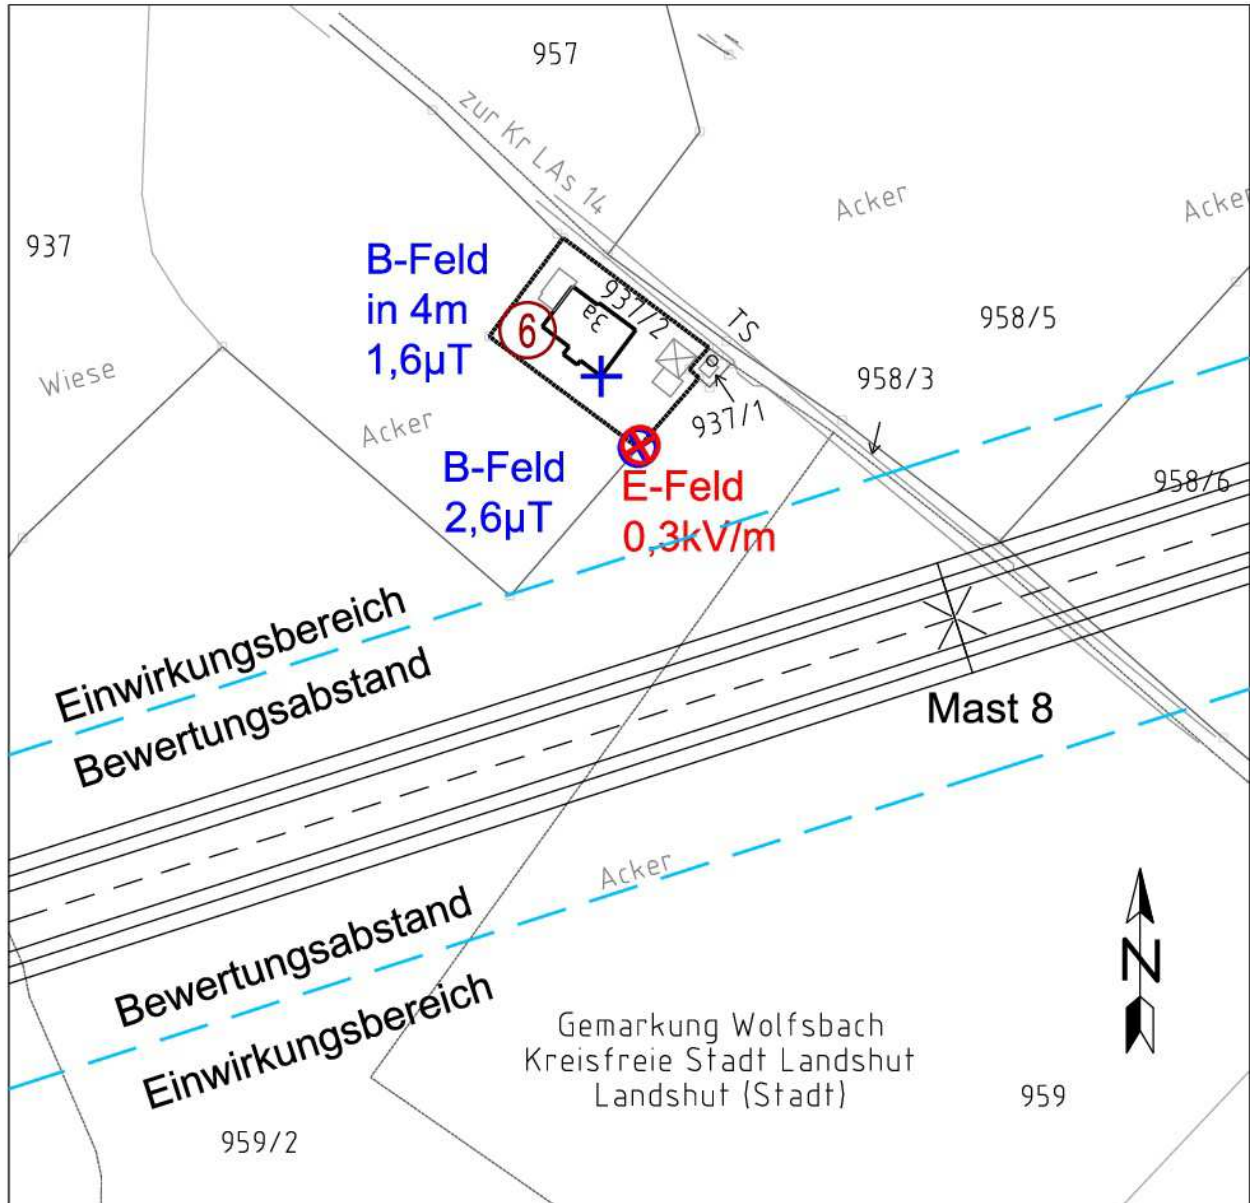 957
zur Kr LAs 14
Acker
Acker
937
B-Feld
in 4m
1,6µT
937/2
3a
6
TS
958/5
Wiese
958/3
Acker
937/1
B-Feld
2,6µT
E-Feld
0,3kV/m
958/6
Einwirkungsbereich
Bewertungsabstand
Mast 8
Acker
Bewertungsabstand
Einwirkungsbereich
N
Gemarkung Wolfsbach
Kreisfreie Stadt Landshut
Landshut (Stadt)
959
959/2